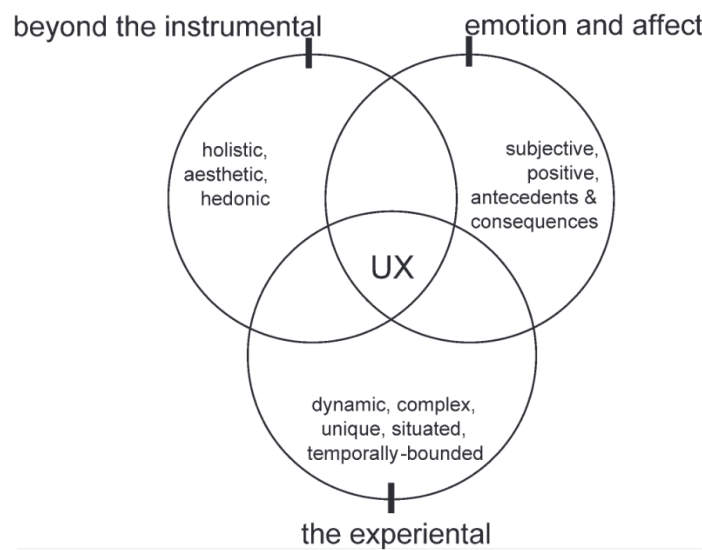 beyond the instrumental
emotion and affect
holistic,
aesthetic,
hedonic
subjective,
positive,
antecedents &
consequences
UX
dynamic, complex,
unique, situated,
temporally-bounded
the experiental